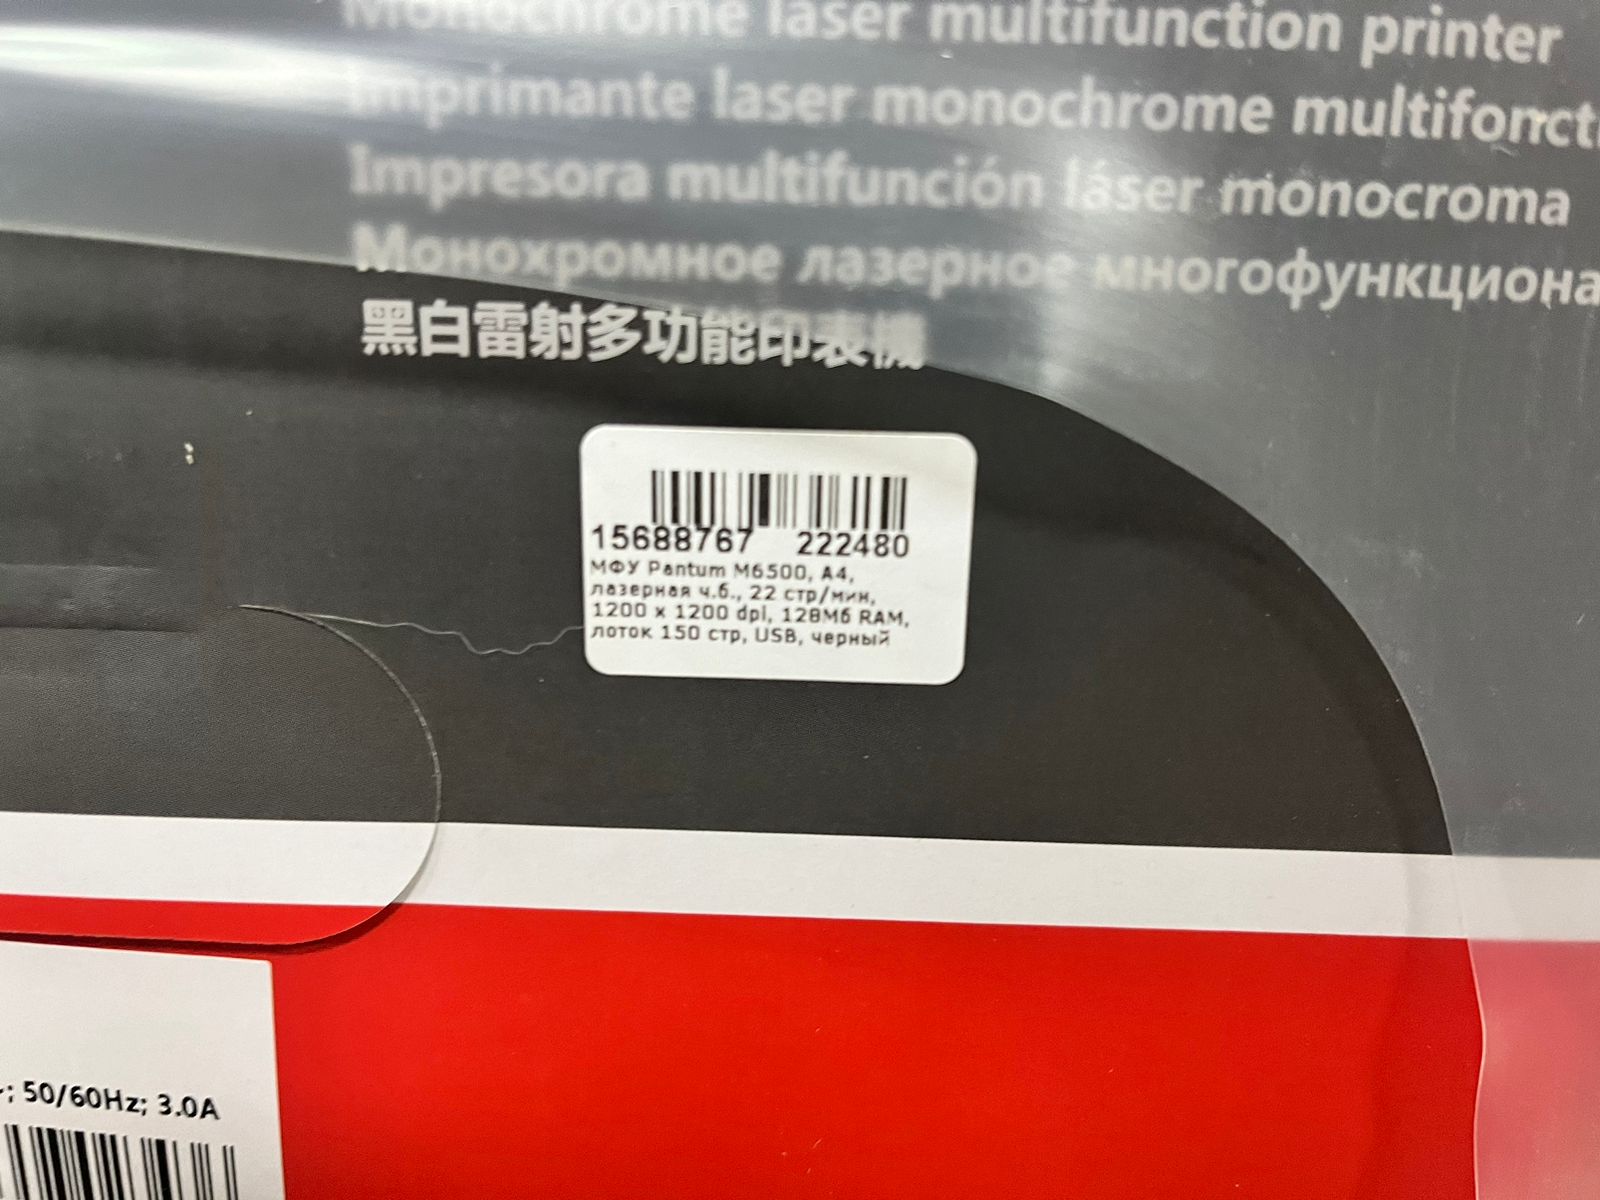 Monochrome laser multifunction printer
Imprimante laser monochrome multifoncti
Impresora multifunción láser monocroma
Монохромное лазерное многофункциона
黑白雷射多功能印表機
15688767 222480
МФУ Pantum M6500, A4,
лазерная ч.б., 22 стр/мин,
1200 x 1200 dpi, 128Мб RAM,
лоток 150 стр, USB, черный
; 50/60Hz; 3.0A